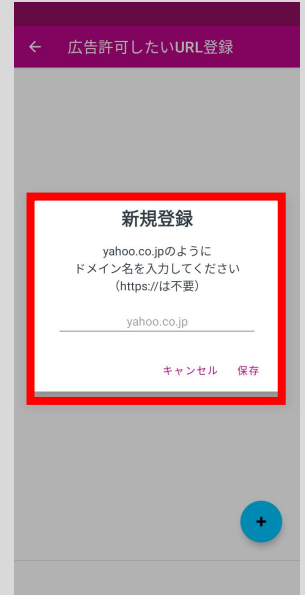 広告許可したいURL登録
新規登録
yahoo.co.jpのように
ドメイン名を入力してください
（https://は不要）
yahoo.co.jp
キャンセル 保存